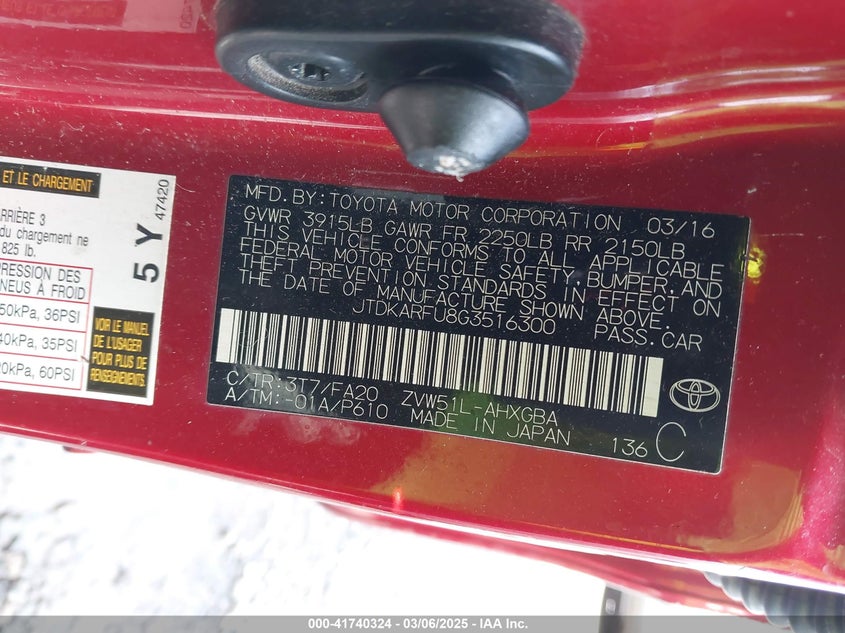 ET LE CHARGEMENT
ARRIÈRE 3
du chargement ne
825 lb.
PRESSION DES
PNEUS À FROID
50kPa, 36PSI
40kPa, 35PSI
20kPa, 60PSI
5 Y
47420
VOIR LE MANUEL
DE L'USAGER
POUR PLUS DE
RENSEIGNEMENTS.
MFD. BY: TOYOTA MOTOR CORPORATION 03/16
GVWR 3915LB GAWR FR 2250LB RR 2150LB
THIS VEHICLE CONFORMS TO ALL APPLICABLE
FEDERAL MOTOR VEHICLE SAFETY, BUMPER, AND
THEFT PREVENTION STANDARDS IN EFFECT ON
THE DATE OF MANUFACTURE SHOWN ABOVE.
JTDKARFU8G3516300 PASS. CAR
C/TR:3T7/FA20 ZVW51L-AHXGBA
A/TM:-01A/P610 MADE IN JAPAN 136 C
000-41740324 - 03/06/2025 - IAA Inc.